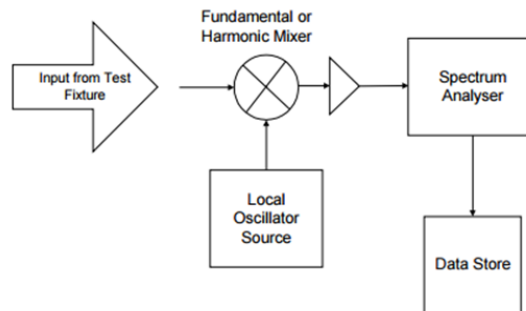 Fundamental or
Harmonic Mixer
Input from Test
Fixture
Spectrum
Analyser
Local
Oscillator
Source
Data Store